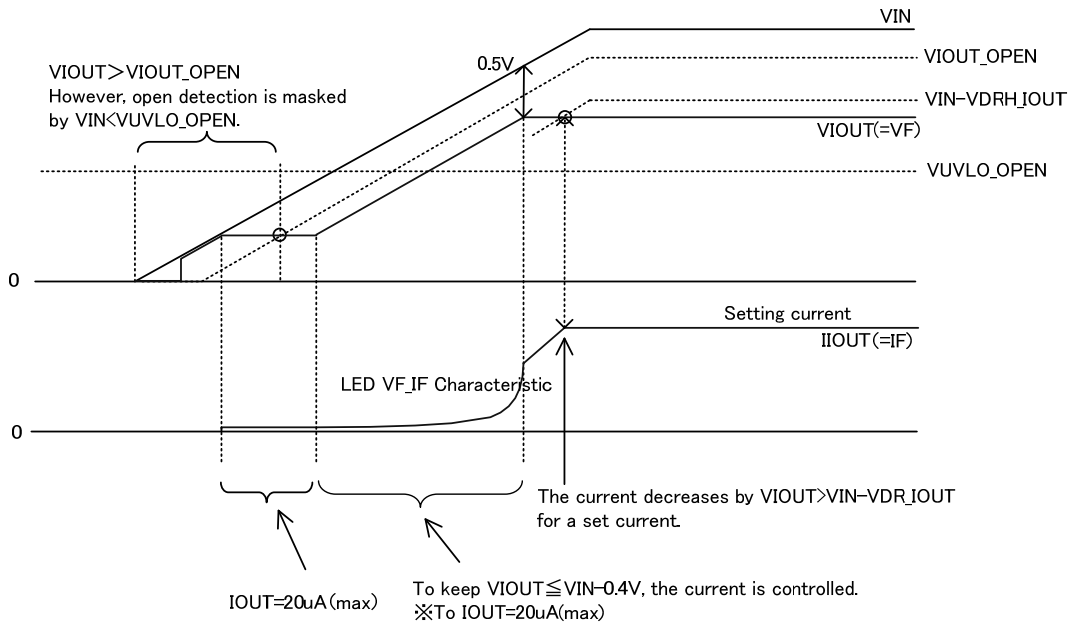 VIN
VIOUT_OPEN
0.5V
VIOUT>VIOUT_OPEN
However, open detection is masked
by VIN<VUVLO_OPEN.
VIN-VDRH_IOUT
VIOUT(=VF)
VUVLO_OPEN
0
Setting current
IIOUT(=IF)
LED VF_IF Characteristic
0
The current decreases by VIOUT>VIN-VDR_IOUT
for a set current.
To keep VIOUT≦VIN-0.4V, the current is controlled.
※To IOUT=20uA(max)
IOUT=20uA(max)